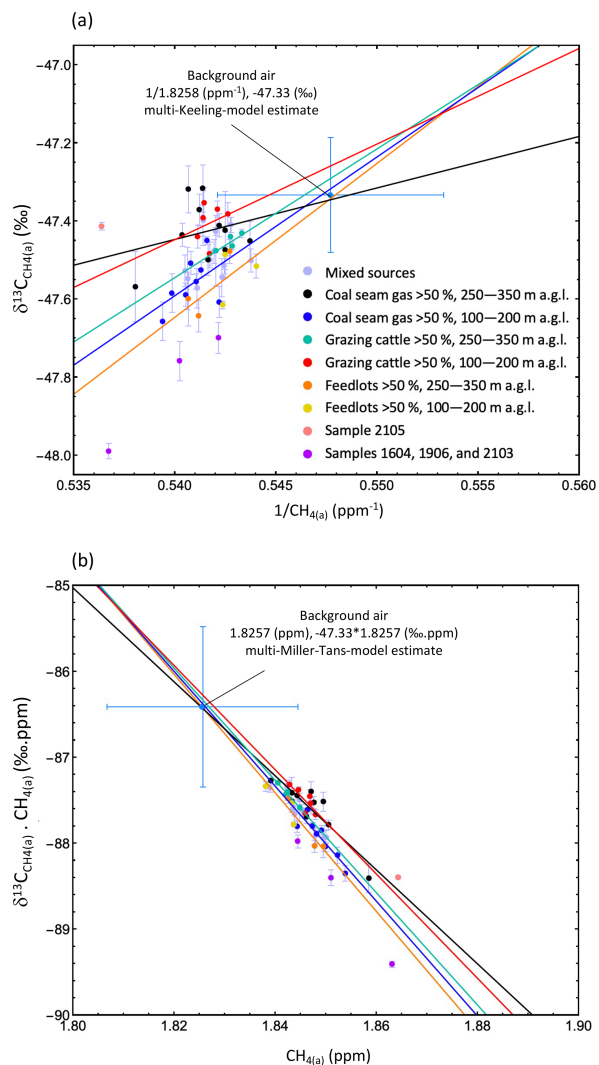 (a)
−47.0
−47.2
−47.4
−47.6
−47.8
−48.0
δ¹³C_CH4(a) (‰)
Background air
1/1.8258 (ppm⁻¹), -47.33 (‰)
multi-Keeling-model estimate
Mixed sources
Coal seam gas >50 %, 250—350 m a.g.l.
Coal seam gas >50 %, 100—200 m a.g.l.
Grazing cattle >50 %, 250—350 m a.g.l.
Grazing cattle >50 %, 100—200 m a.g.l.
Feedlots >50 %, 250—350 m a.g.l.
Feedlots >50 %, 100—200 m a.g.l.
Sample 2105
Samples 1604, 1906, and 2103
0.535 0.540 0.545 0.550 0.555 0.560
1/CH₄₍ₐ₎ (ppm⁻¹)
(b)
−85
−86
−87
−88
−89
−90
δ¹³C_CH4(a) · CH₄₍ₐ₎ (‰.ppm)
Background air
1.8257 (ppm), -47.33*1.8257 (‰.ppm)
multi-Miller-Tans-model estimate
1.80 1.82 1.84 1.86 1.88 1.90
CH₄₍ₐ₎ (ppm)